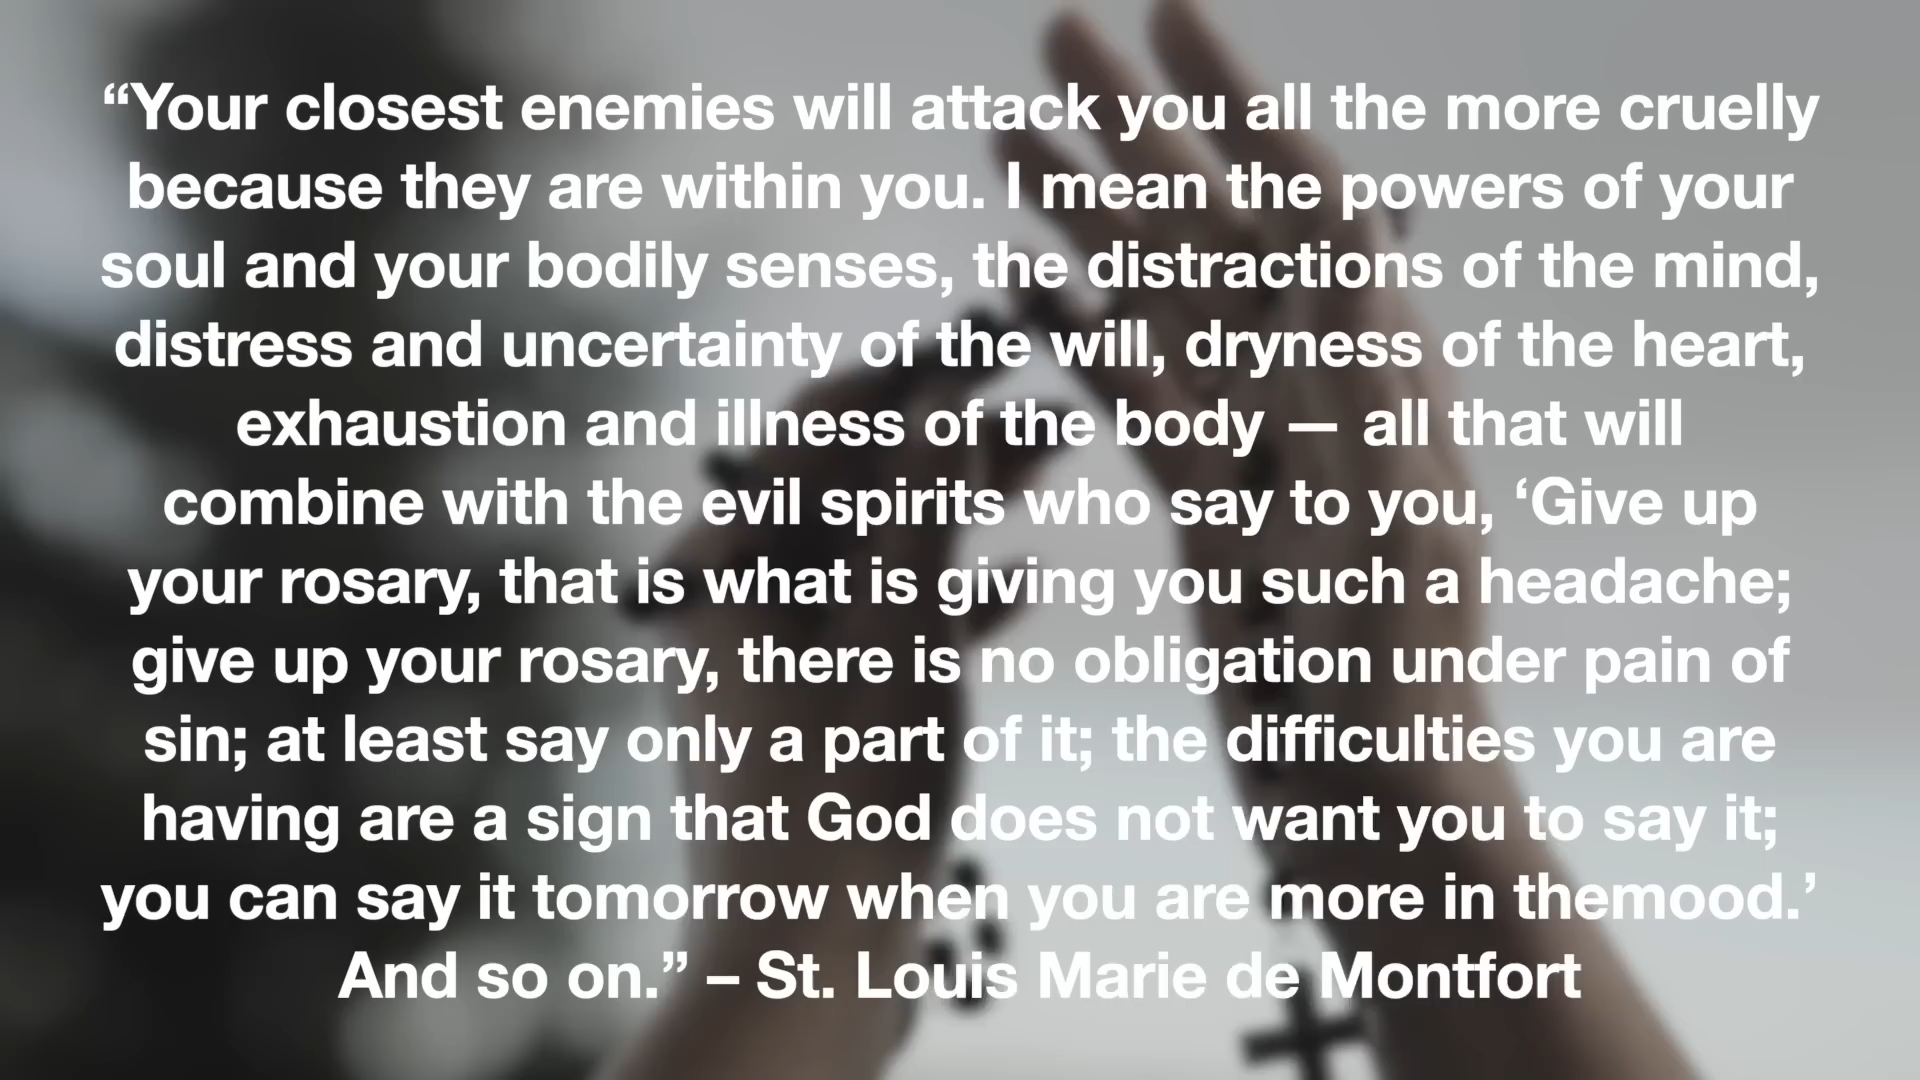 “Your closest enemies will attack you all the more cruelly
because they are within you. I mean the powers of your
soul and your bodily senses, the distractions of the mind,
distress and uncertainty of the will, dryness of the heart,
exhaustion and illness of the body — all that will
combine with the evil spirits who say to you, ‘Give up
your rosary, that is what is giving you such a headache;
give up your rosary, there is no obligation under pain of
sin; at least say only a part of it; the difficulties you are
having are a sign that God does not want you to say it;
you can say it tomorrow when you are more in themood.’
And so on.” – St. Louis Marie de Montfort